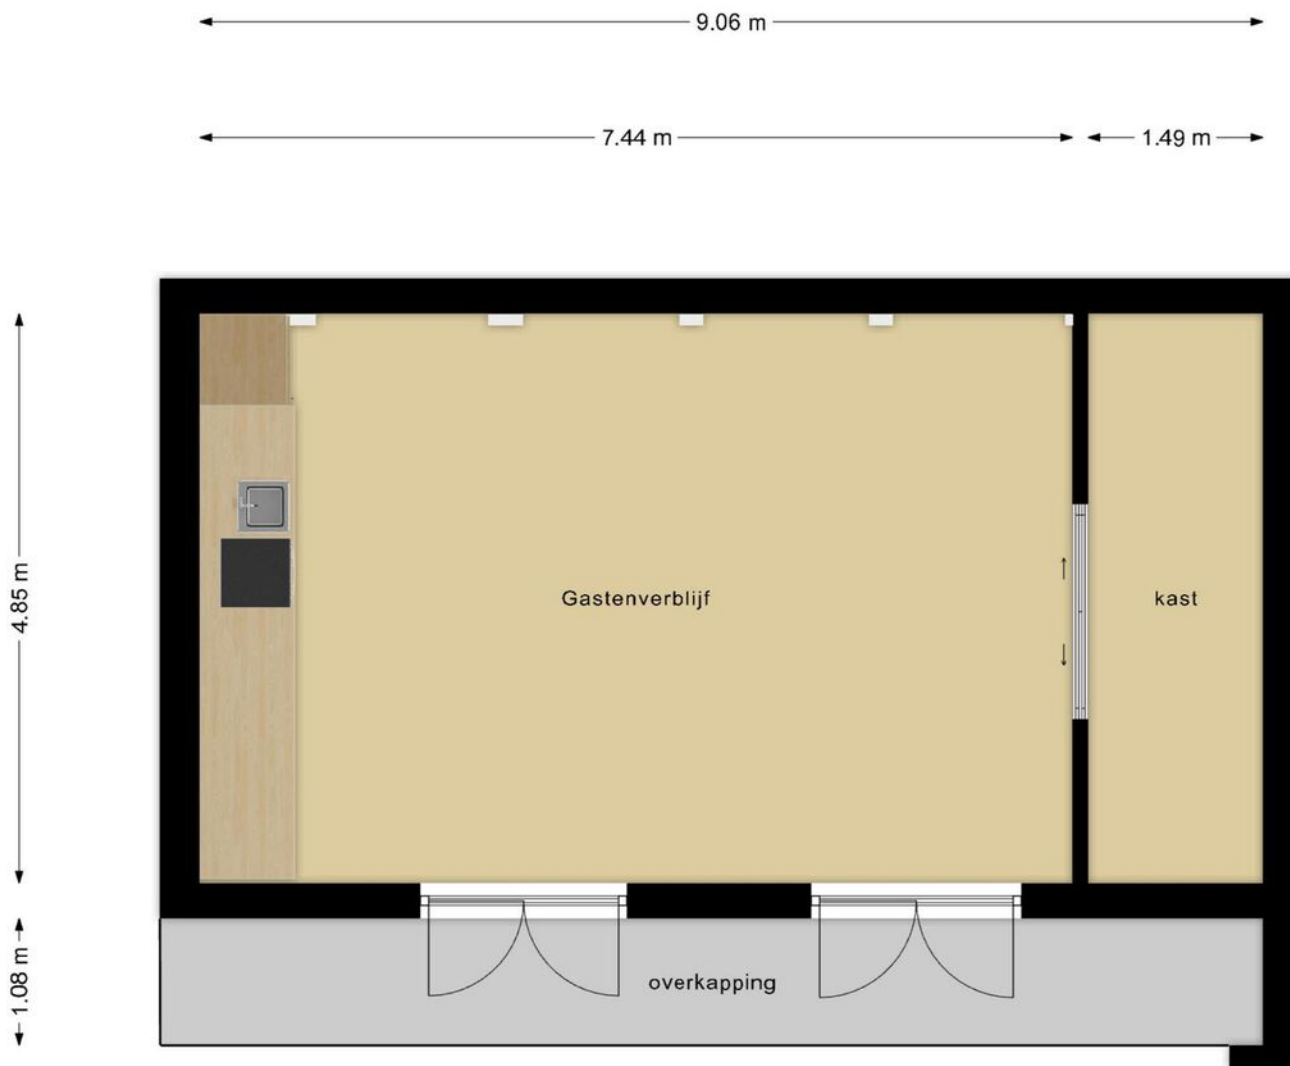 9.06 m
7.44 m
1.49 m
4.85 m
Gastenverblijf
kast
1.08 m
overkapping